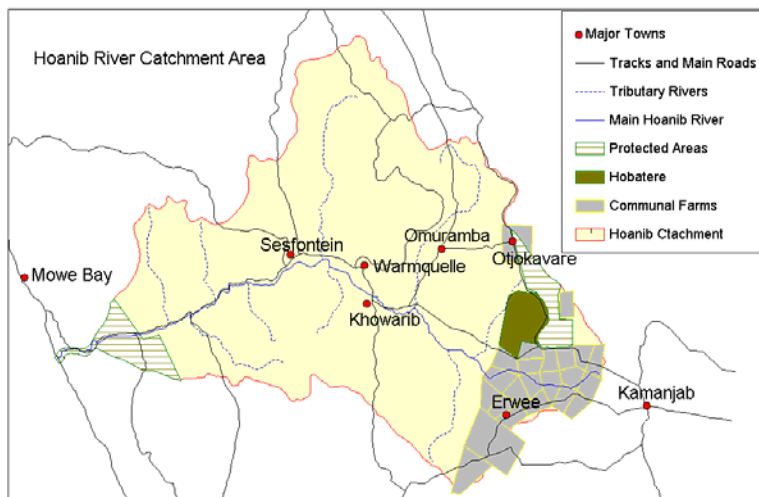 Hoanib River Catchment Area
Major Towns
Tracks and Main Roads
Tributary Rivers
Main Hoanib River
Protected Areas
Hobatere
Communal Farms
Hoanib Ctachment
Sesfontein
Omuramba
Otjokavare
Mowe Bay
Warmquelle
Khowarib
Erwee
Kamanjab